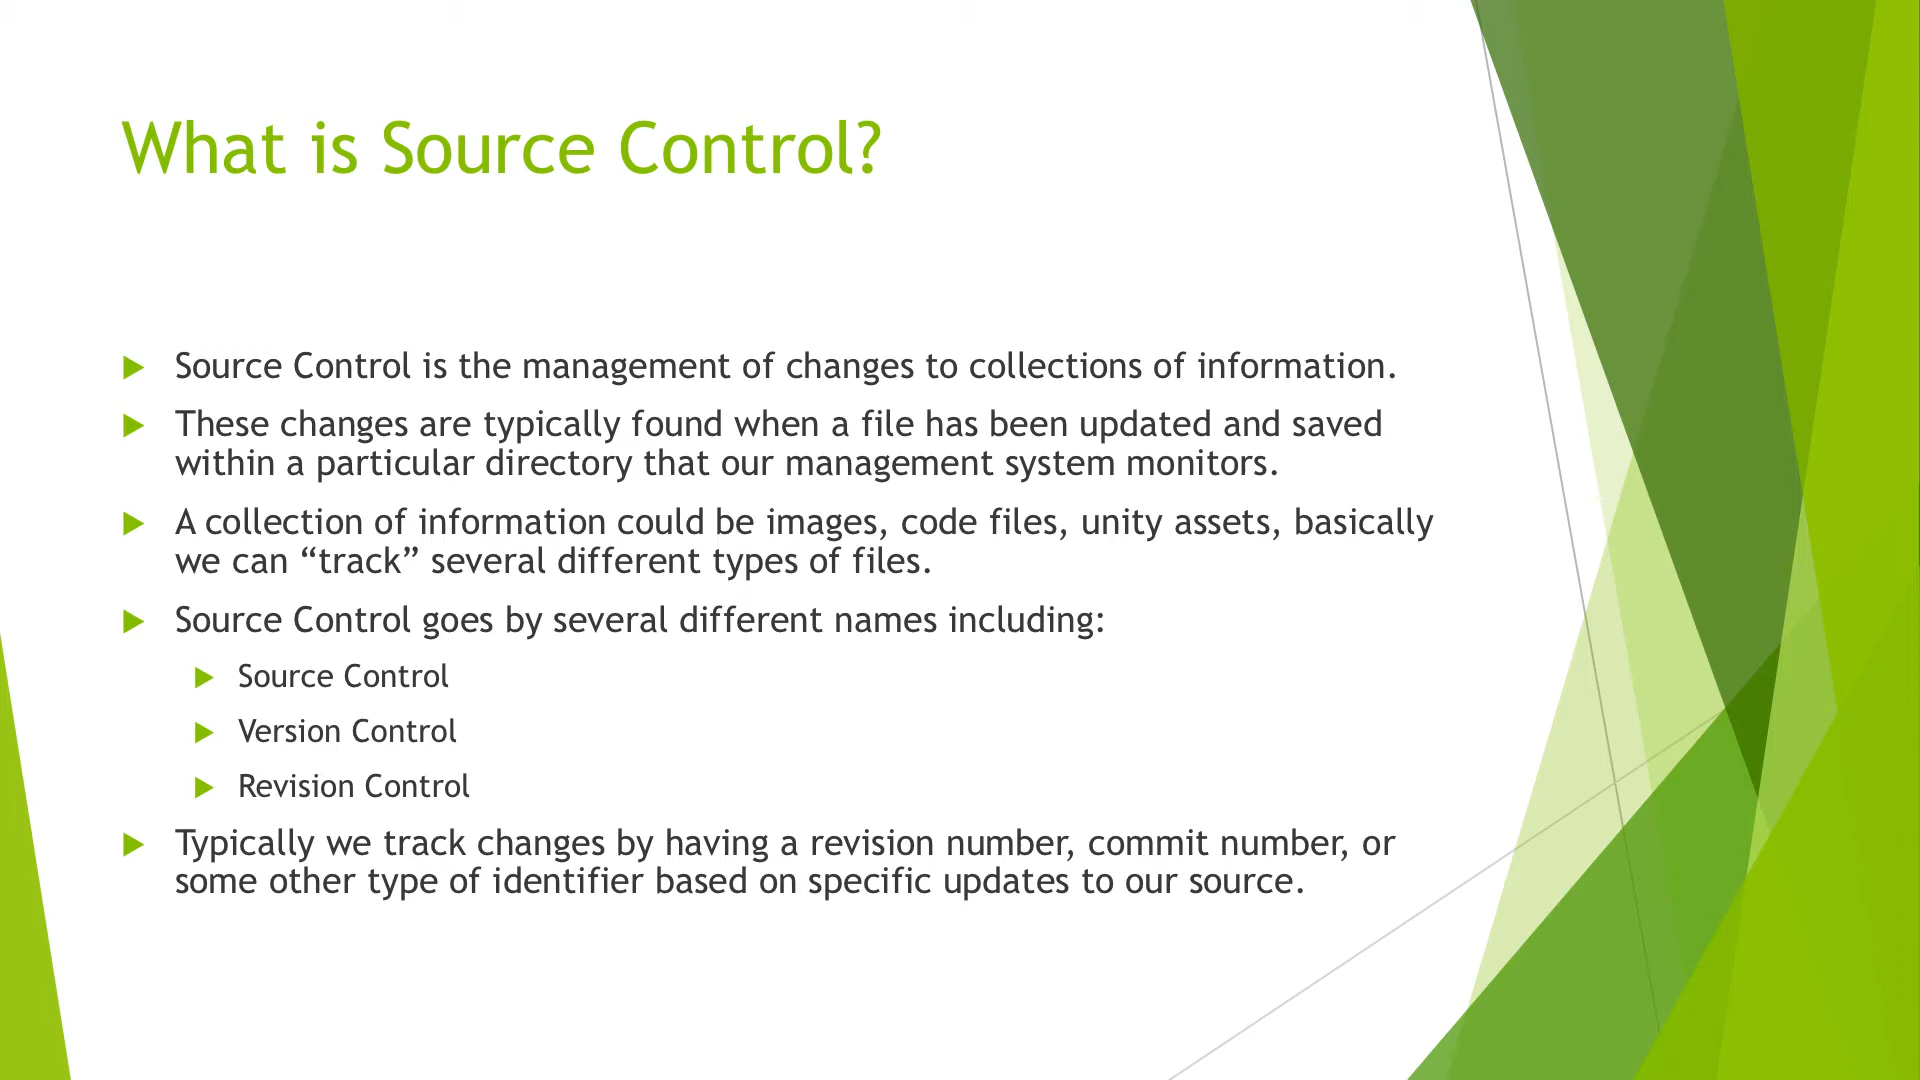 What is Source Control?
Source Control is the management of changes to collections of information.
These changes are typically found when a file has been updated and saved
within a particular directory that our management system monitors.
A collection of information could be images, code files, unity assets, basically
we can “track” several different types of files.
Source Control goes by several different names including:
Source Control
Version Control
Revision Control
Typically we track changes by having a revision number, commit number, or
some other type of identifier based on specific updates to our source.